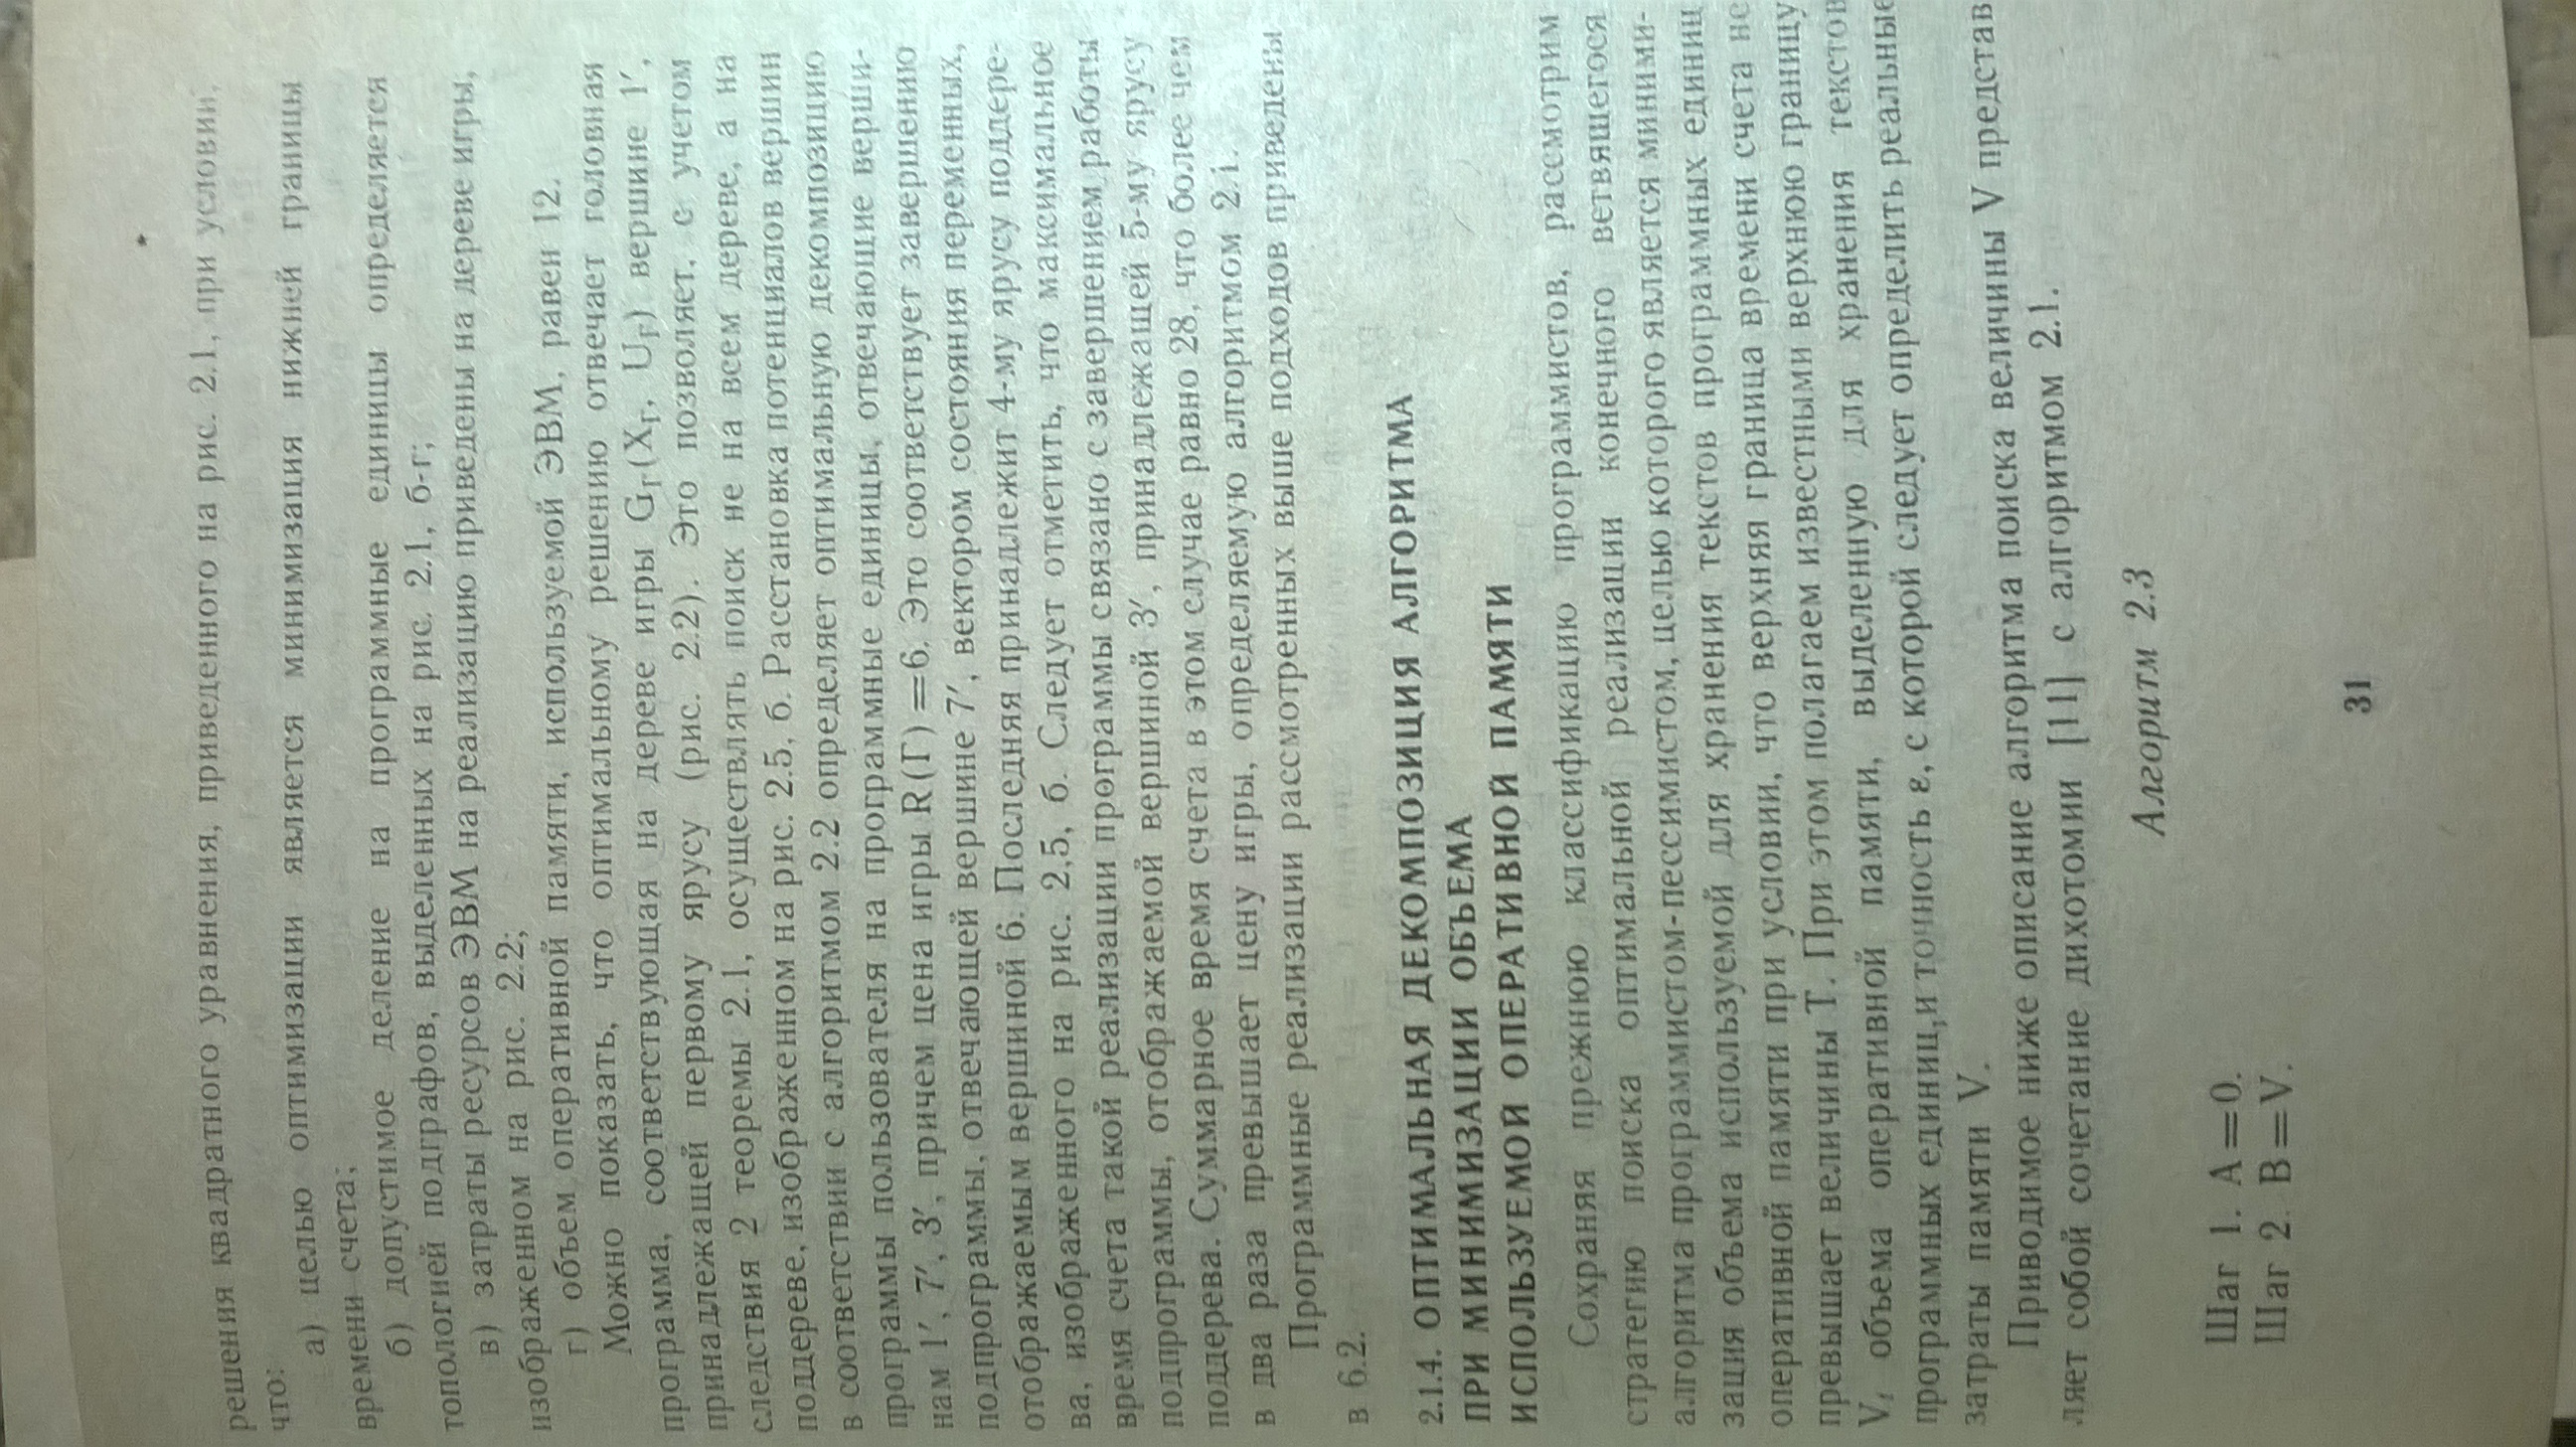 решения квадратного уравнения, приведенного на рис. 2.1, при условии,
что:
а) целью оптимизации является минимизация нижней границы
времени счета;
б) допустимое деление на программные единицы определяется
топологией подграфов, выделенных на рис. 2.1, б-г;
в) затраты ресурсов ЭВМ на реализацию приведены на дереве игры,
изображенном на рис. 2.2;
г) объем оперативной памяти, используемой ЭВМ, равен 12.
Можно показать, что оптимальному решению отвечает головная
программа, соответствующая на дереве игры Gг(Xг, Uг) вершине 1′,
принадлежащей первому ярусу (рис. 2.2). Это позволяет, с учетом
следствия 2 теоремы 2.1, осуществлять поиск не на всем дереве, а на
поддереве, изображенном на рис. 2.5, б. Расстановка потенциалов вершин
в соответствии с алгоритмом 2.2 определяет оптимальную декомпозицию
программы пользователя на программные единицы, отвечающие верши-
нам 1′, 7′, 3′, причем цена игры R(Г)=6. Это соответствует завершению
подпрограммы, отвечающей вершине 7′, вектором состояния переменных,
отображаемым вершиной 6. Последняя принадлежит 4-му ярусу поддере-
ва, изображенного на рис. 2,5, б. Следует отметить, что максимальное
время счета такой реализации программы связано с завершением работы
подпрограммы, отображаемой вершиной 3′, принадлежащей 5-му ярусу
поддерева. Суммарное время счета в этом случае равно 28, что более чем
в два раза превышает цену игры, определяемую алгоритмом 2.1.
Программные реализации рассмотренных выше подходов приведены
в 6.2.
2.1.4. ОПТИМАЛЬНАЯ ДЕКОМПОЗИЦИЯ АЛГОРИТМА
ПРИ МИНИМИЗАЦИИ ОБЪЕМА
ИСПОЛЬЗУЕМОЙ ОПЕРАТИВНОЙ ПАМЯТИ
Сохраняя прежнюю классификацию программистов, рассмотрим
стратегию поиска оптимальной реализации конечного ветвящегося
алгоритма программистом-пессимистом, целью которого является миними-
зация объема используемой для хранения текстов программных единиц
оперативной памяти при условии, что верхняя граница времени счета не
превышает величины Т. При этом полагаем известными верхнюю границу
V₁ объема оперативной памяти, выделенную для хранения текстов
программных единиц,и точность ε, с которой следует определить реальные
затраты памяти V.
Приводимое ниже описание алгоритма поиска величины V представ
ляет собой сочетание дихотомии [11] с алгоритмом 2.1.
Алгоритм 2.3
Шаг 1. A=0.
Шаг 2. B=V.
31